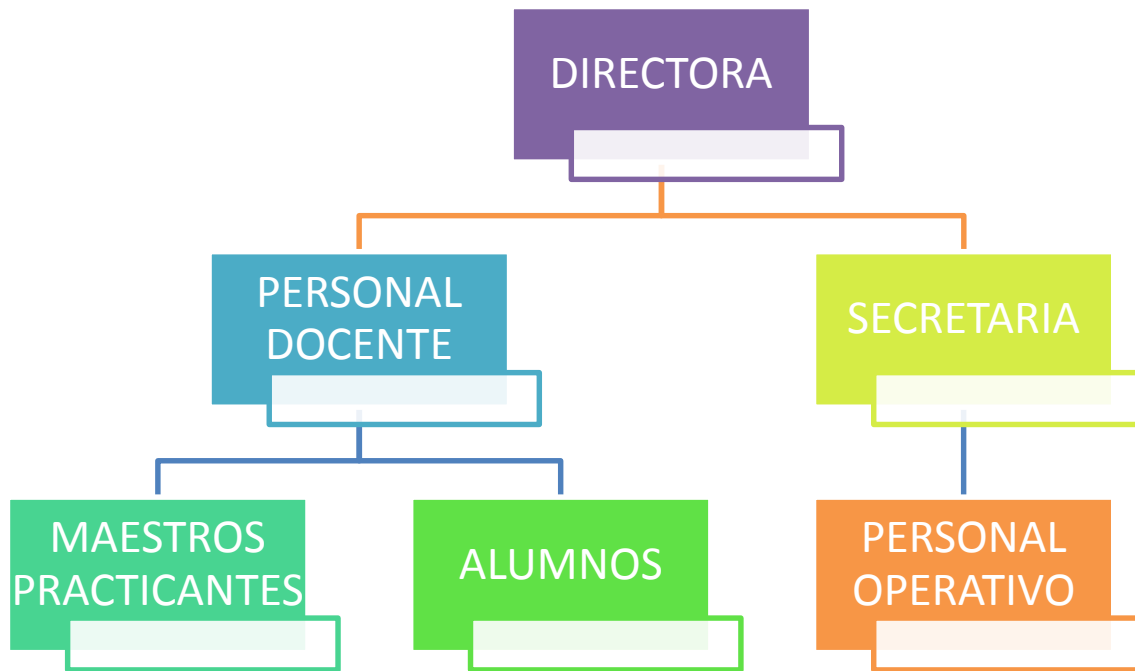 DIRECTORA
PERSONAL
DOCENTE
SECRETARIA
MAESTROS
PRACTICANTES
ALUMNOS
PERSONAL
OPERATIVO